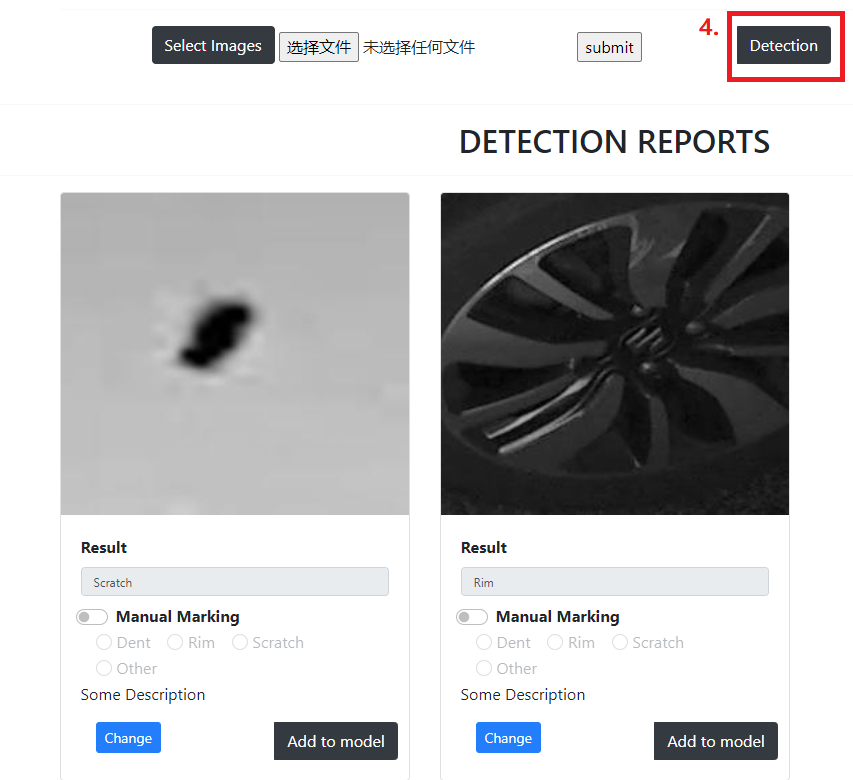 4.
Select Images 选择文件 未选择任何文件 submit Detection
DETECTION REPORTS
Result
Scratch
Manual Marking
Dent Rim Scratch
Other
Some Description
Change Add to model
Result
Rim
Manual Marking
Dent Rim Scratch
Other
Some Description
Change Add to model